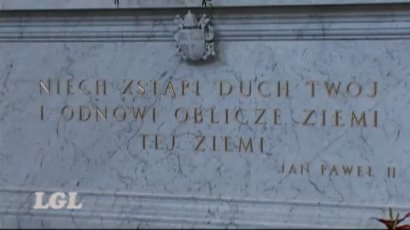 NIECH ZSTĄPI DUCH TWÓJ
I ODNOWI OBLICZE ZIEMI
TEJ ZIEMI
JAN PAWEŁ II
LGL